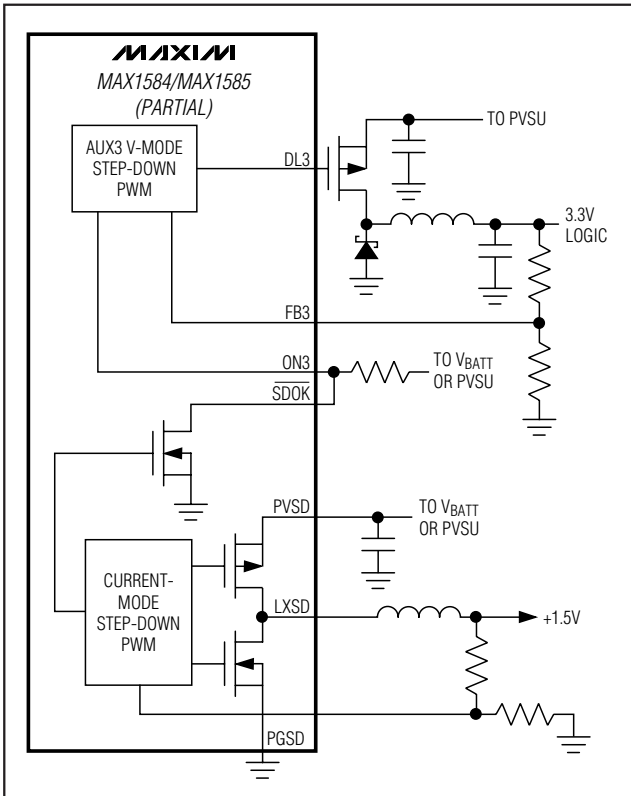 MAXIM
MAX1584/MAX1585
(PARTIAL)
AUX3 V-MODE
STEP-DOWN
PWM
DL3
TO PVSU
3.3V
LOGIC
FB3
ON3
TO VBATT
OR PVSU
SDOK
PVSD
TO VBATT
OR PVSU
CURRENT-
MODE
STEP-DOWN
PWM
LXSD
+1.5V
PGSD